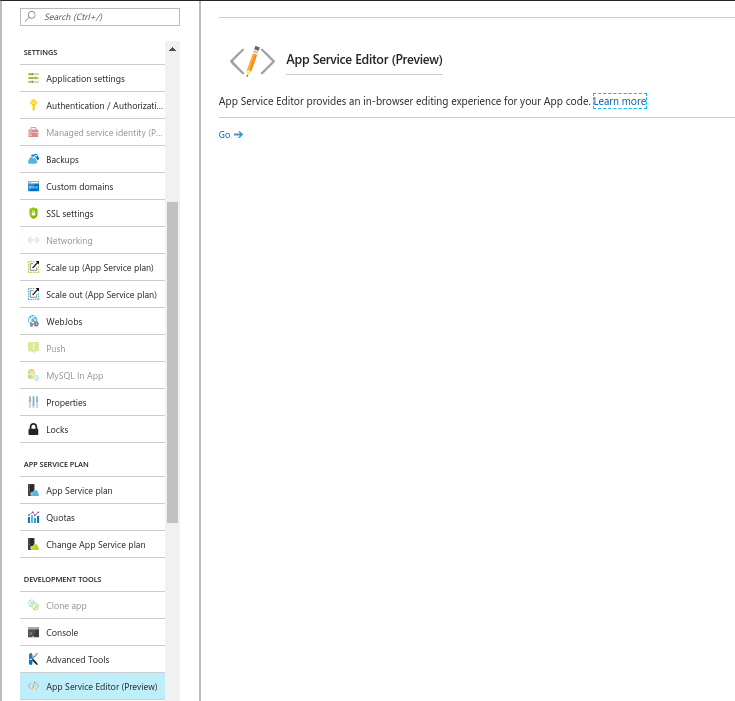 Search (Ctrl+/)
SETTINGS
Application settings
Authentication / Authorizati...
Managed service identity (P...
Backups
Custom domains
SSL settings
Networking
Scale up (App Service plan)
Scale out (App Service plan)
WebJobs
Push
MySQL In App
Properties
Locks
APP SERVICE PLAN
App Service plan
Quotas
Change App Service plan
DEVELOPMENT TOOLS
Clone app
Console
Advanced Tools
App Service Editor (Preview)
App Service Editor (Preview)
App Service Editor provides an in-browser editing experience for your App code. Learn more
Go